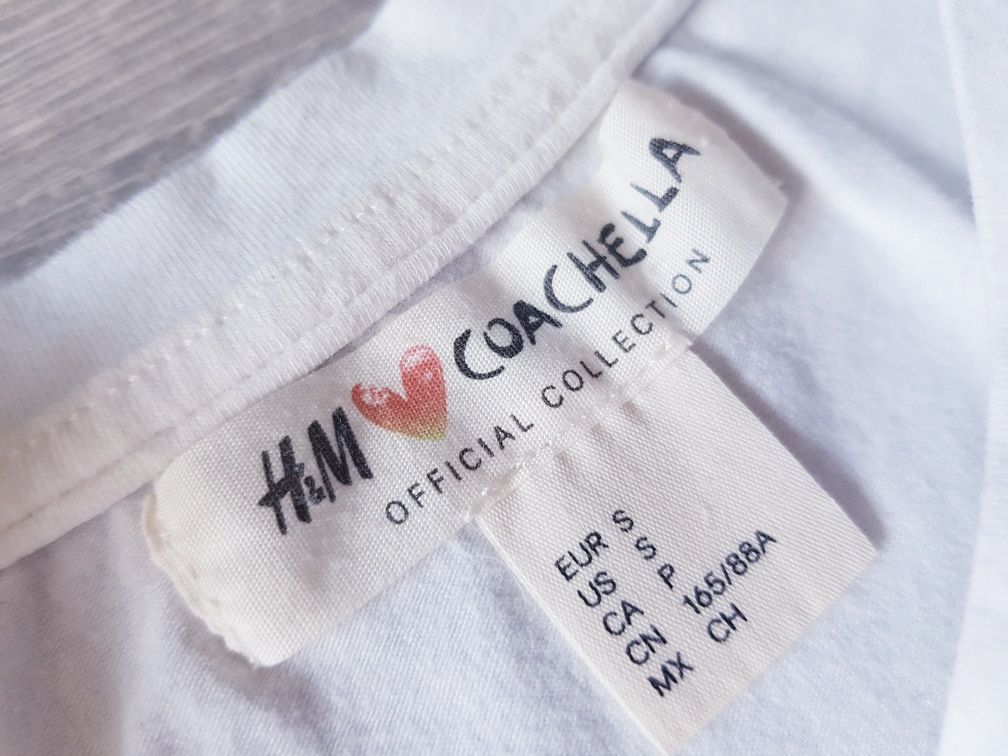 H&M COACHELLA
OFFICIAL COLLECTION
EUR S
US S
CA P
CN 165/88A
MX CH